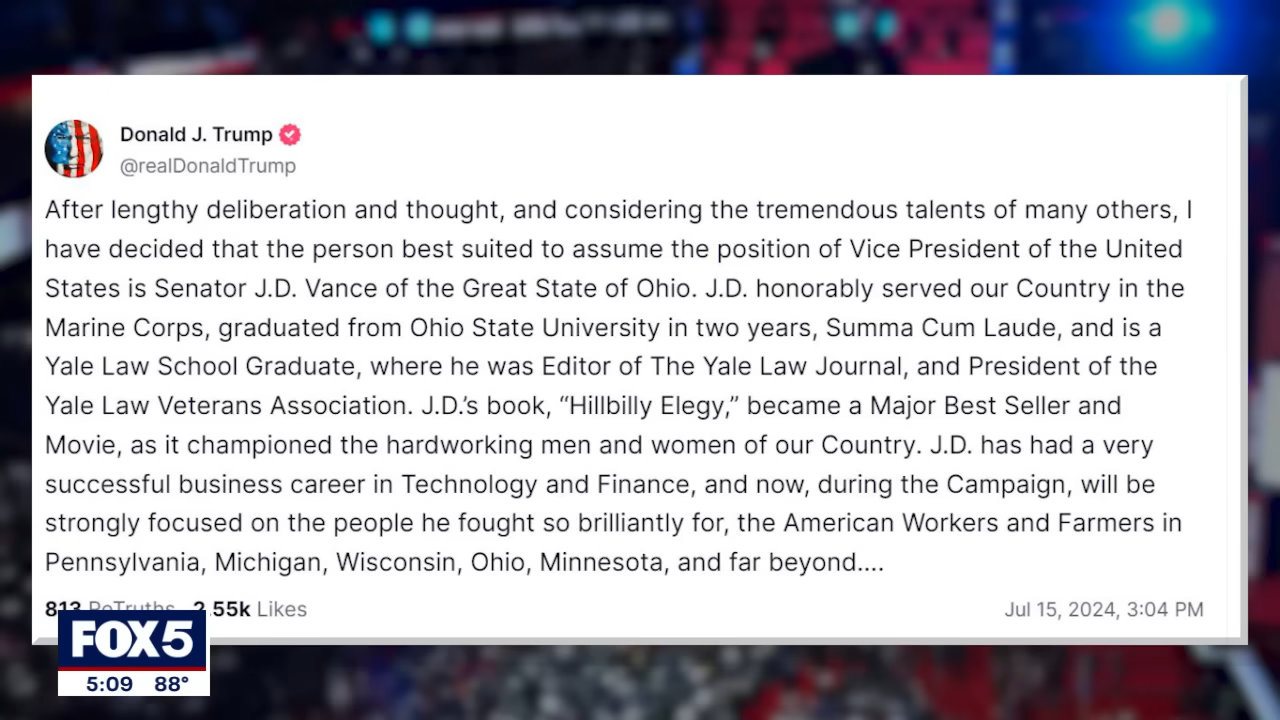 Donald J. Trump
@realDonaldTrump
After lengthy deliberation and thought, and considering the tremendous talents of many others, I
have decided that the person best suited to assume the position of Vice President of the United
States is Senator J.D. Vance of the Great State of Ohio. J.D. honorably served our Country in the
Marine Corps, graduated from Ohio State University in two years, Summa Cum Laude, and is a
Yale Law School Graduate, where he was Editor of The Yale Law Journal, and President of the
Yale Law Veterans Association. J.D.’s book, “Hillbilly Elegy,” became a Major Best Seller and
Movie, as it championed the hardworking men and women of our Country. J.D. has had a very
successful business career in Technology and Finance, and now, during the Campaign, will be
strongly focused on the people he fought so brilliantly for, the American Workers and Farmers in
Pennsylvania, Michigan, Wisconsin, Ohio, Minnesota, and far beyond....
813 ReTruths 2.55k Likes Jul 15, 2024, 3:04 PM
FOX5
5:09 88°